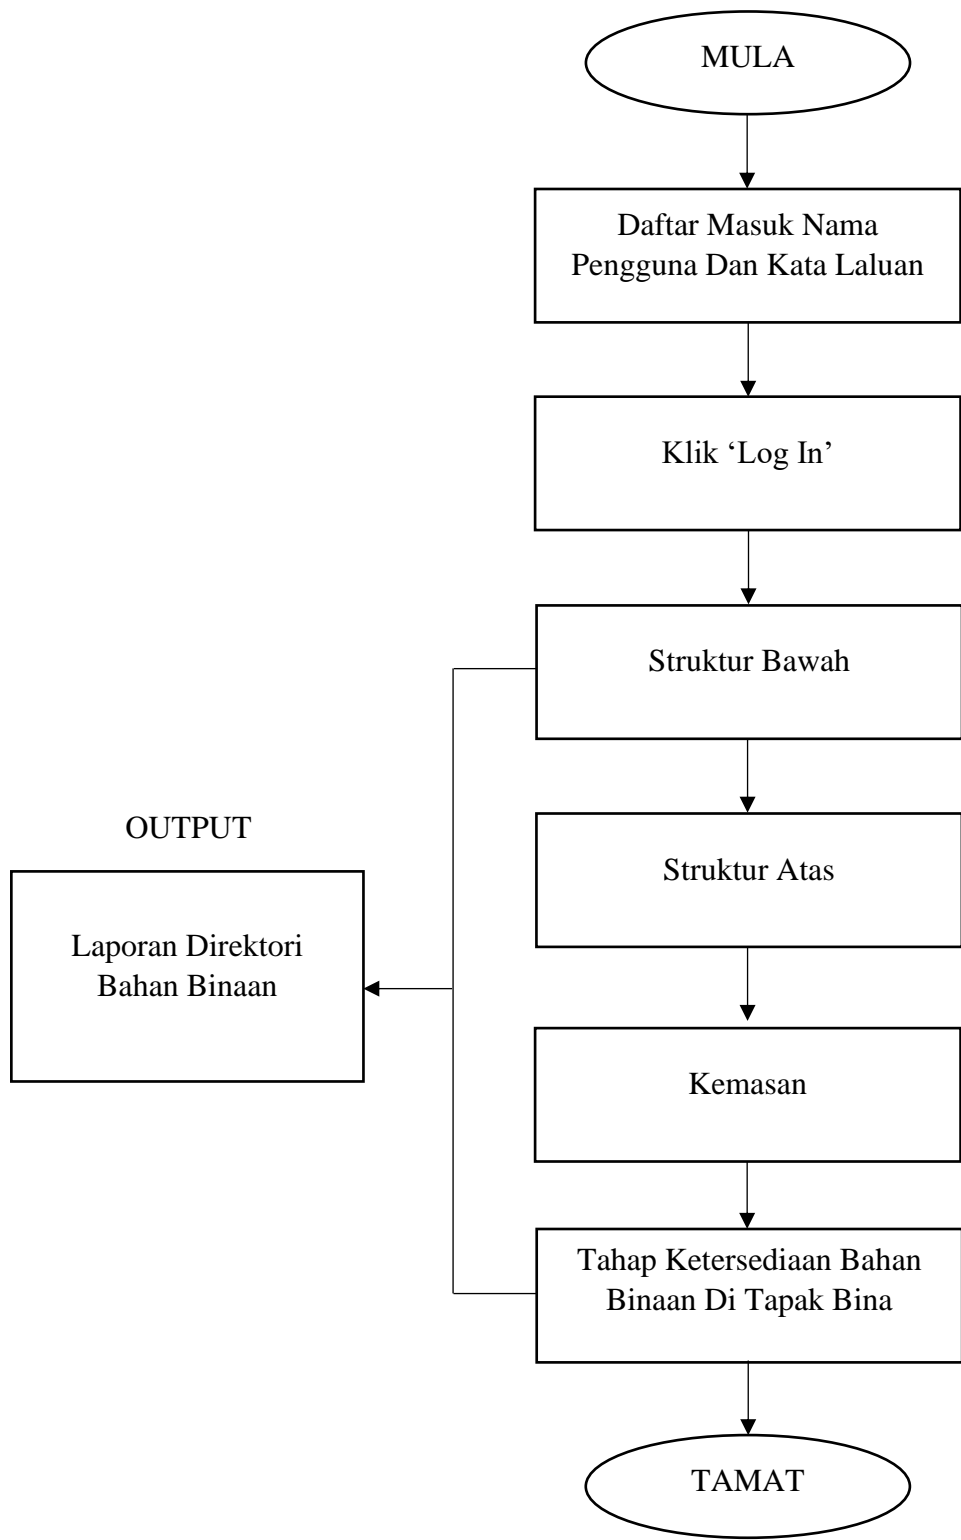 MULA
Daftar Masuk Nama
Pengguna Dan Kata Laluan
Klik ‘Log In’
Struktur Bawah
Struktur Atas
OUTPUT
Laporan Direktori
Bahan Binaan
Kemasan
Tahap Ketersediaan Bahan
Binaan Di Tapak Bina
TAMAT